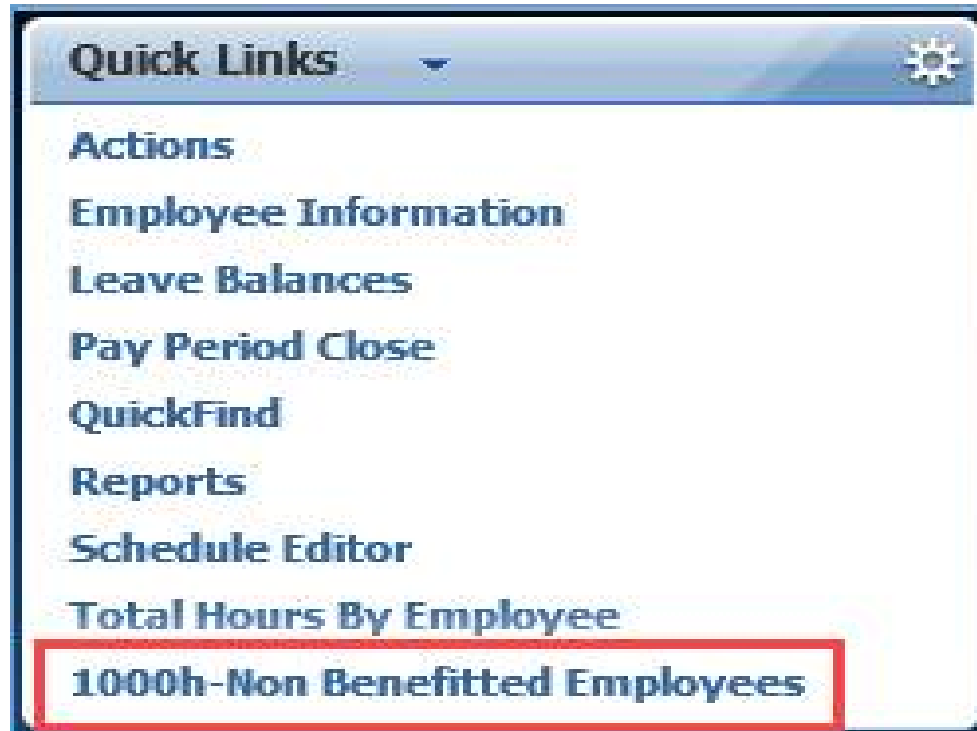 Quick Links
Actions
Employee Information
Leave Balances
Pay Period Close
QuickFind
Reports
Schedule Editor
Total Hours By Employee
1000h-Non Benefitted Employees